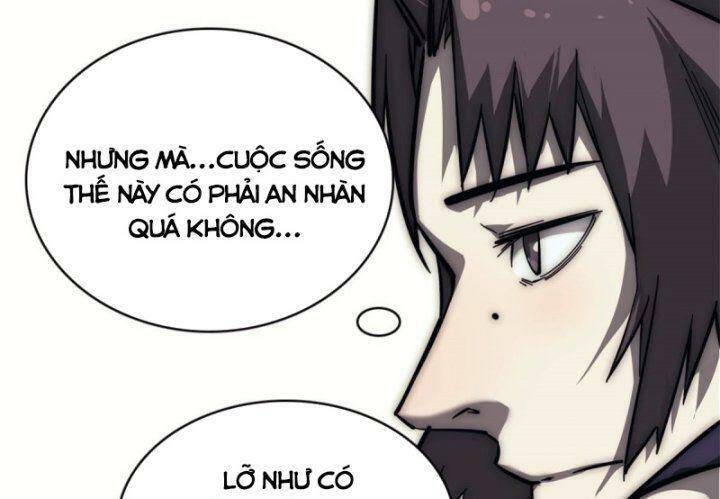 NHƯNG MÀ...CUỘC SỐNG
THẾ NÀY CÓ PHẢI AN NHÀN
QUÁ KHÔNG...
LỠ NHƯ CÓ